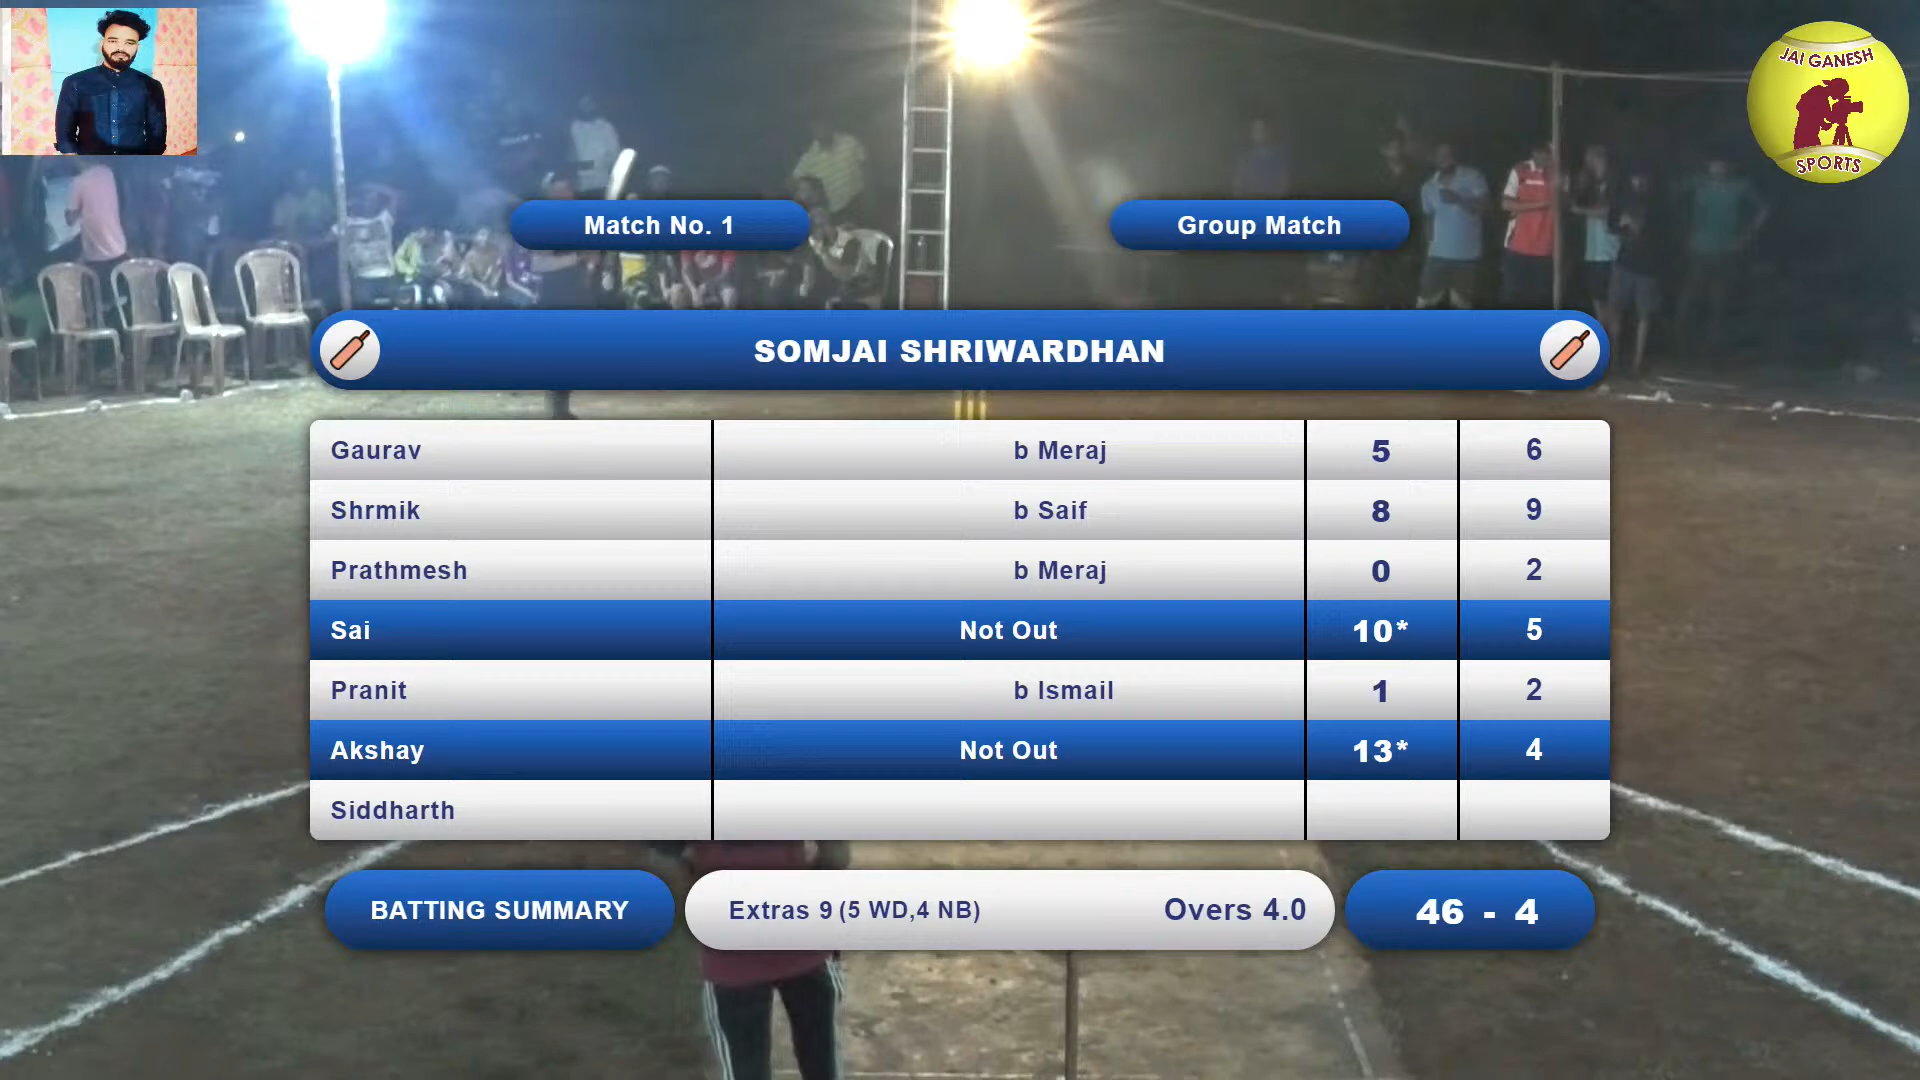 JAI GANESH
SPORTS
Match No. 1
Group Match
SOMJAI SHRIWARDHAN
Gaurav b Meraj 5 6
Shrmik b Saif 8 9
Prathmesh b Meraj 0 2
Sai Not Out 10* 5
Pranit b Ismail 1 2
Akshay Not Out 13* 4
Siddharth
BATTING SUMMARY Extras 9 (5 WD,4 NB) Overs 4.0 46 - 4